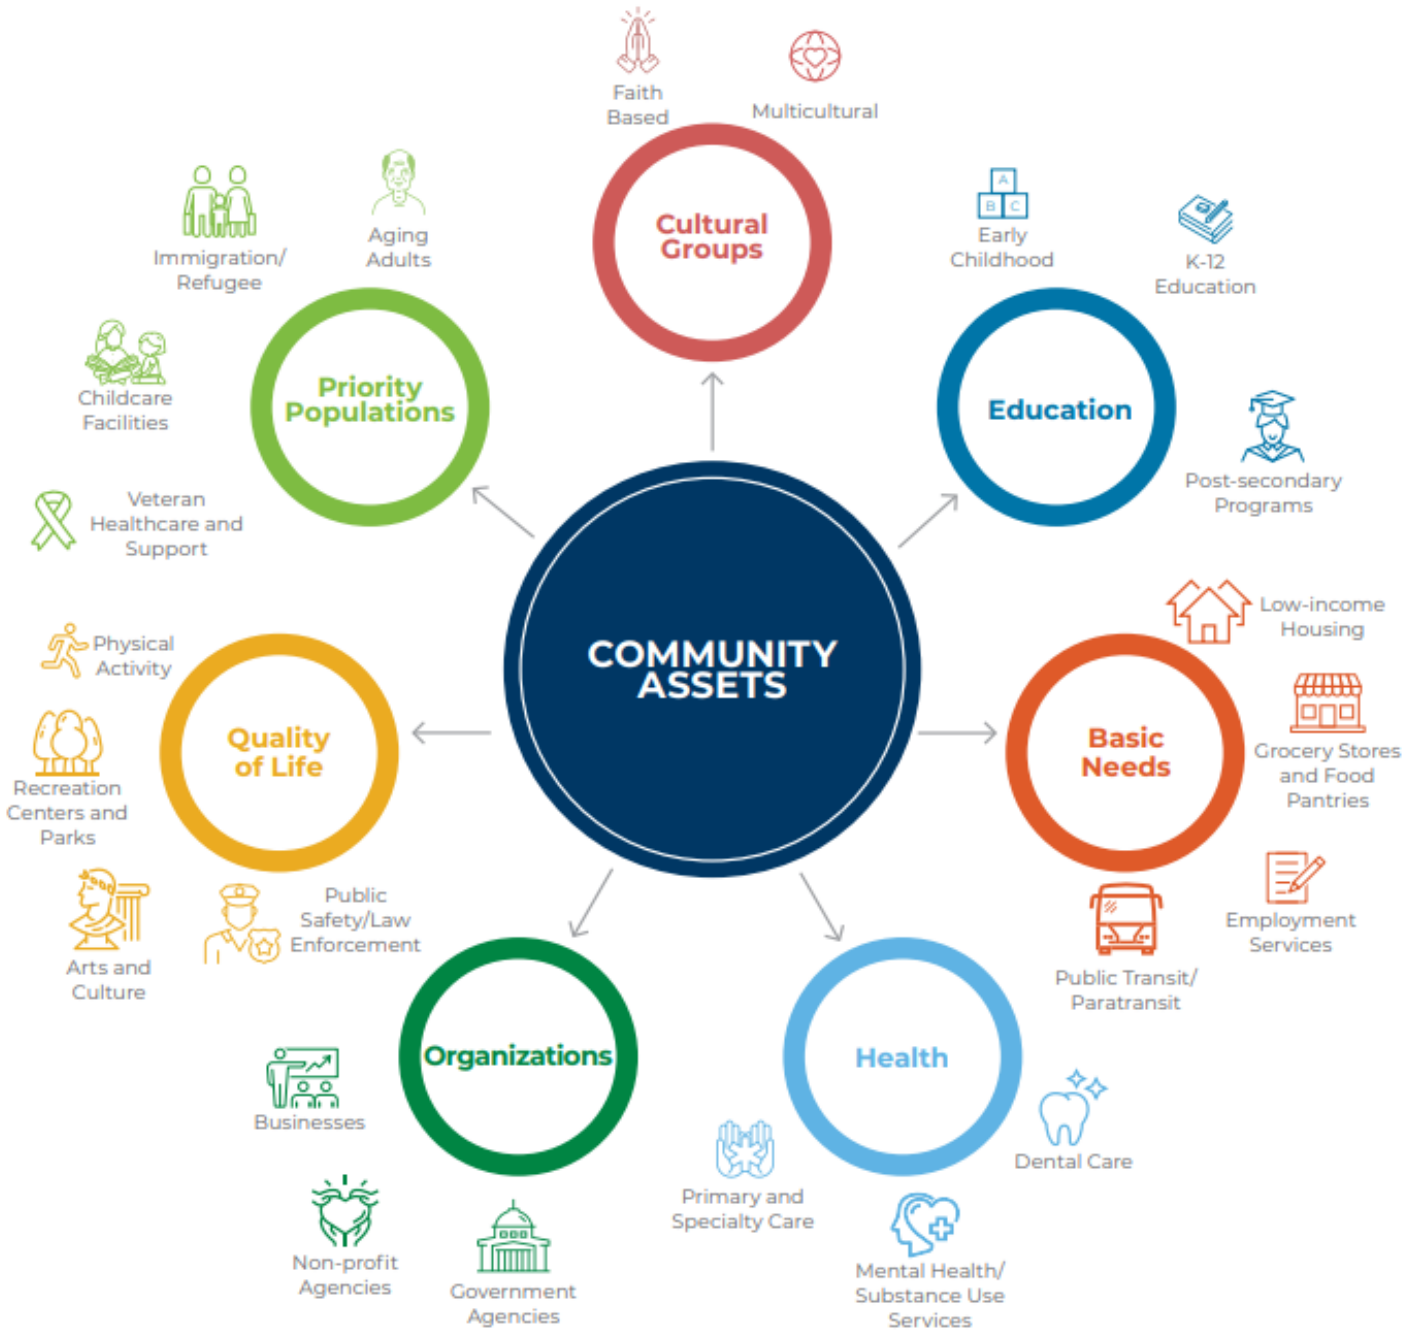 Faith
Based
Multicultural
Cultural
Groups
A
B C
Early
Childhood
K-12
Education
Education
Post-secondary
Programs
Low-income
Housing
Basic
Needs
Grocery Stores
and Food
Pantries
Employment
Services
Public Transit/
Paratransit
Health
Dental Care
Mental Health/
Substance Use
Services
Primary and
Specialty Care
Organizations
Government
Agencies
Non-profit
Agencies
Businesses
Quality
of Life
Public
Safety/Law
Enforcement
Arts and
Culture
Recreation
Centers and
Parks
Physical
Activity
Priority
Populations
Veteran
Healthcare and
Support
Childcare
Facilities
Immigration/
Refugee
Aging
Adults
COMMUNITY
ASSETS